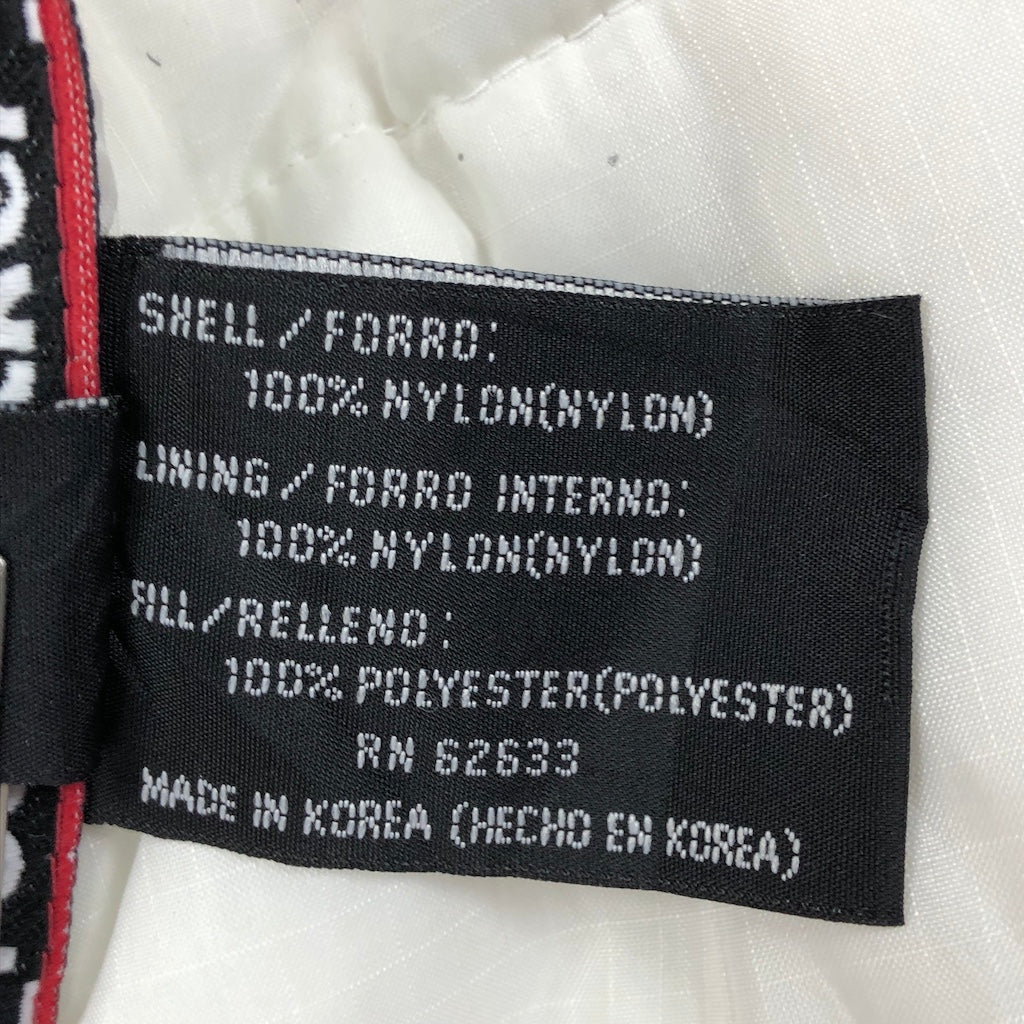 SHELL/FORRO:
100% NYLON(NYLON)
LINING/FORRO INTERNO:
100% NYLON(NYLON)
FILL/RELLENO:
100% POLYESTER(POLYESTER)
RN 62633
MADE IN KOREA (HECHO EN KOREA)